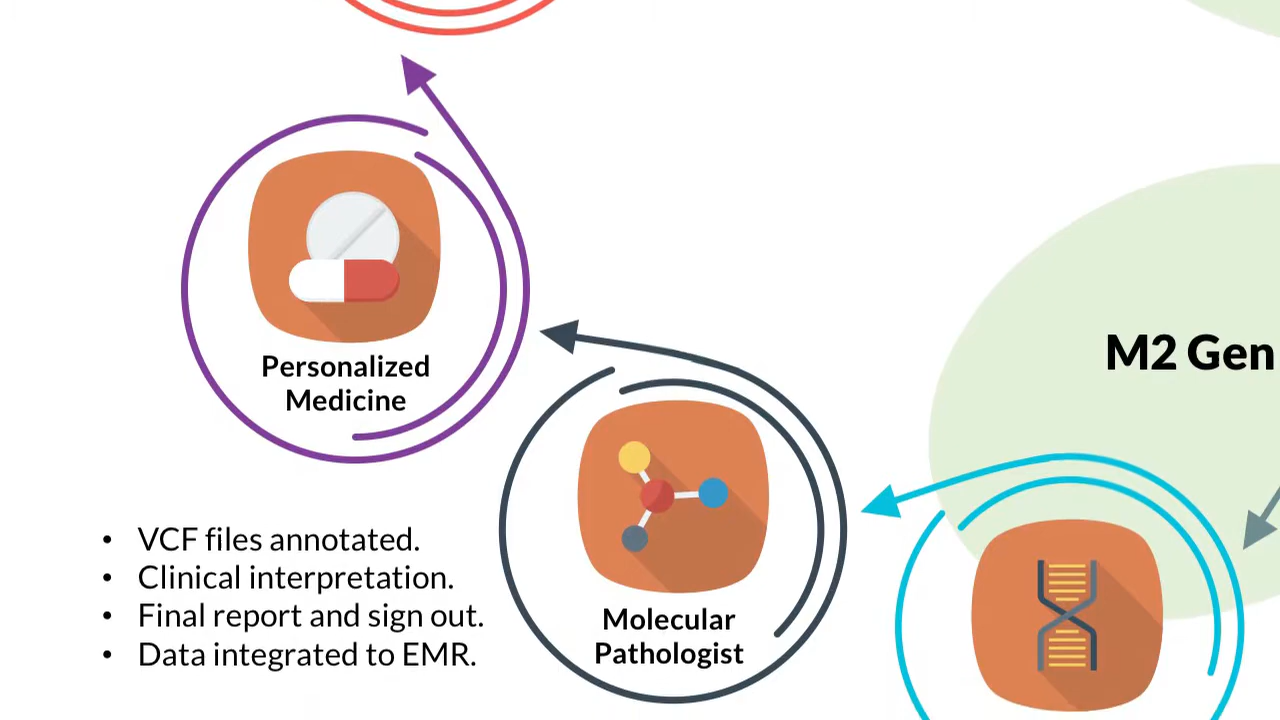 M2 Gen
Personalized
Medicine
• VCF files annotated.
• Clinical interpretation.
• Final report and sign out.
• Data integrated to EMR.
Molecular
Pathologist